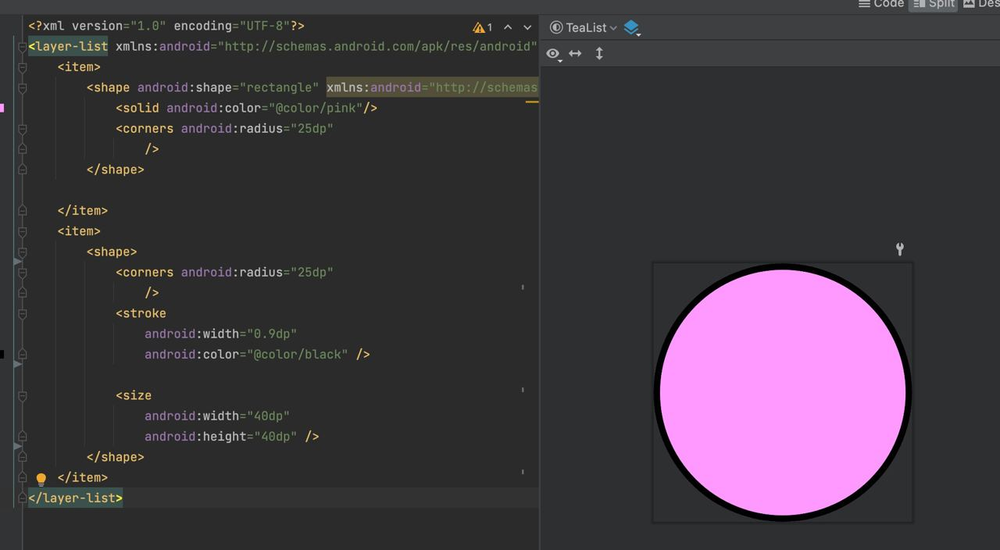 Code Split Des
<?xml version="1.0" encoding="UTF-8"?>
1
TeaList
<layer-list xmlns:android="http://schemas.android.com/apk/res/android"
<item>
<shape android:shape="rectangle" xmlns:android="http://schemas
<solid android:color="@color/pink"/>
<corners android:radius="25dp"
/>
</shape>
</item>
<item>
<shape>
<corners android:radius="25dp"
/>
<stroke
android:width="0.9dp"
android:color="@color/black" />
<size
android:width="40dp"
android:height="40dp" />
</shape>
</item>
</layer-list>